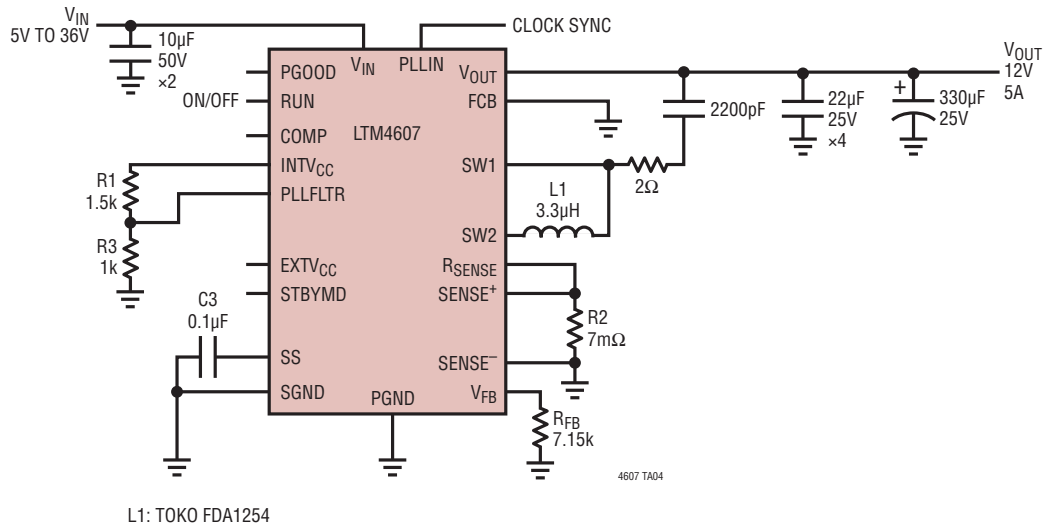 VIN
5V TO 36V
10µF
50V
×2
CLOCK SYNC
VIN
PLLIN
PGOOD
RUN
ON/OFF
COMP
LTM4607
INTVCC
PLLFLTR
R1
1.5k
R3
1k
EXTVCC
STBYMD
C3
0.1µF
SS
SGND
PGND
VOUT
FCB
SW1
SW2
RSENSE
SENSE+
SENSE–
VFB
2200pF
22µF
25V
×4
+
330µF
25V
VOUT
12V
5A
2Ω
L1
3.3µH
R2
7mΩ
RFB
7.15k
4607 TA04
L1: TOKO FDA1254